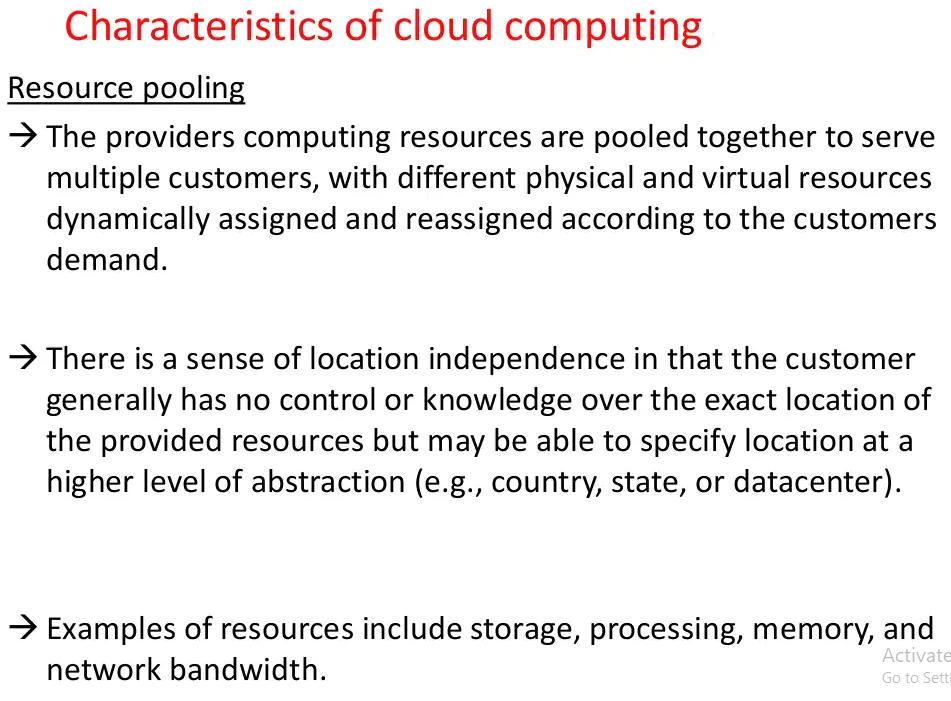 Characteristics of cloud computing
Resource pooling
→ The providers computing resources are pooled together to serve
multiple customers, with different physical and virtual resources
dynamically assigned and reassigned according to the customers
demand.
→ There is a sense of location independence in that the customer
generally has no control or knowledge over the exact location of
the provided resources but may be able to specify location at a
higher level of abstraction (e.g., country, state, or datacenter).
→ Examples of resources include storage, processing, memory, and
network bandwidth.
Activate
Go to Setti